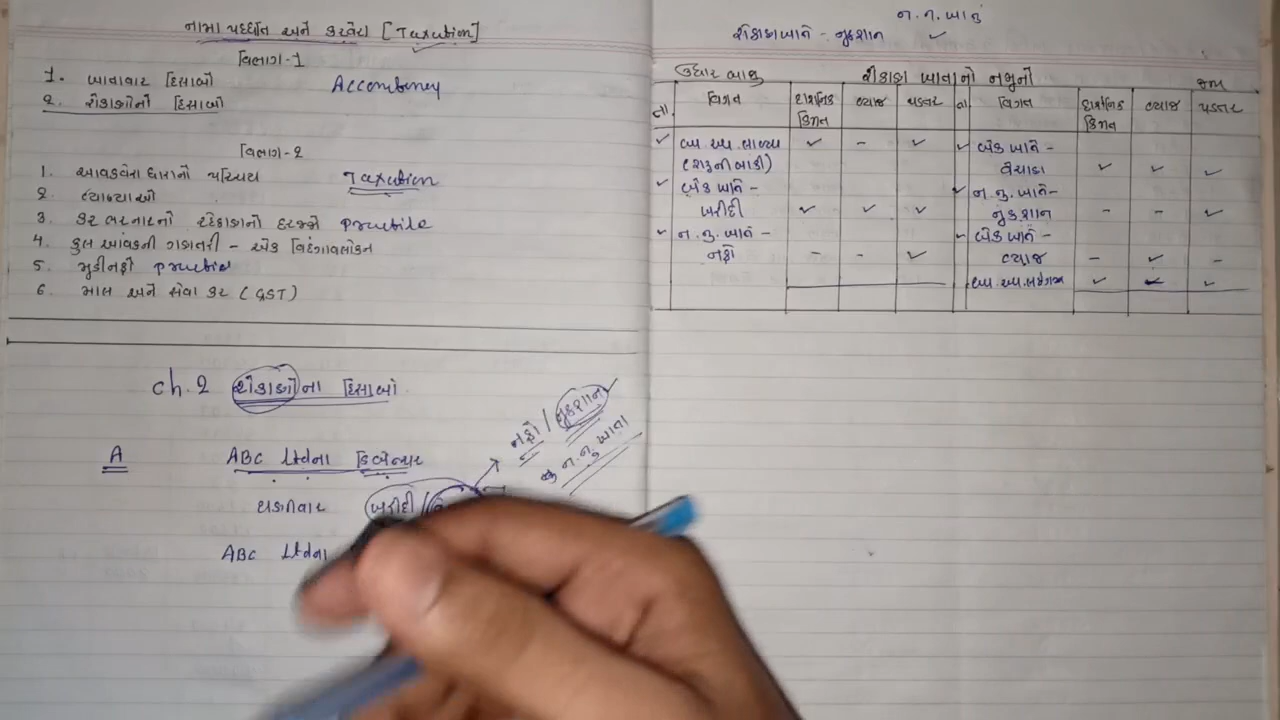 નામા પદ્ધતિ અને કરવેરા [Taxation]
વિભાગ-1
1. ખાતાવાર હિસાબો
Accountancy
2. રોકાણોનો હિસાબો
વિભાગ-2
1. આવકવેરા ધારાનો પરિચય
Taxation
2 વ્યાખ્યાઓ
3. કર ભરનારનો રહેઠાણનો દરજ્જો
4. કુલ આવકની ગણતરી - એક વિહંગાવલોકન
5. મૂડીનફો
6. માલ અને સેવા કર (GST)
Ch.2 રોકાણોના હિસાબો
A
ABC Ltdના ડિબેન્ચર
નફો / નુકશાન
ન.નુ. ખાતા
ખરીદી /
ABC Ltdના
ન.નુ.ખાતું
રોકાણખાતે - નુકશાન
ઉધાર બાજુ રોકાણ ખાતાનો નમુનો જમા
તા. વિગત દાર્શનિક કિંમત વ્યાજ પડતર તા વિગત દાર્શનિક કિંમત વ્યાજ પડતર
(શરૂની બાકી)
બેંક ખાતે -
વેચાણ
બેંક ખાતે -
ખરીદી
ન.નુ.ખાતે-
નુકશાન
ન.નુ.ખાતે -
નફો
બેંક ખાતે -
વ્યાજ